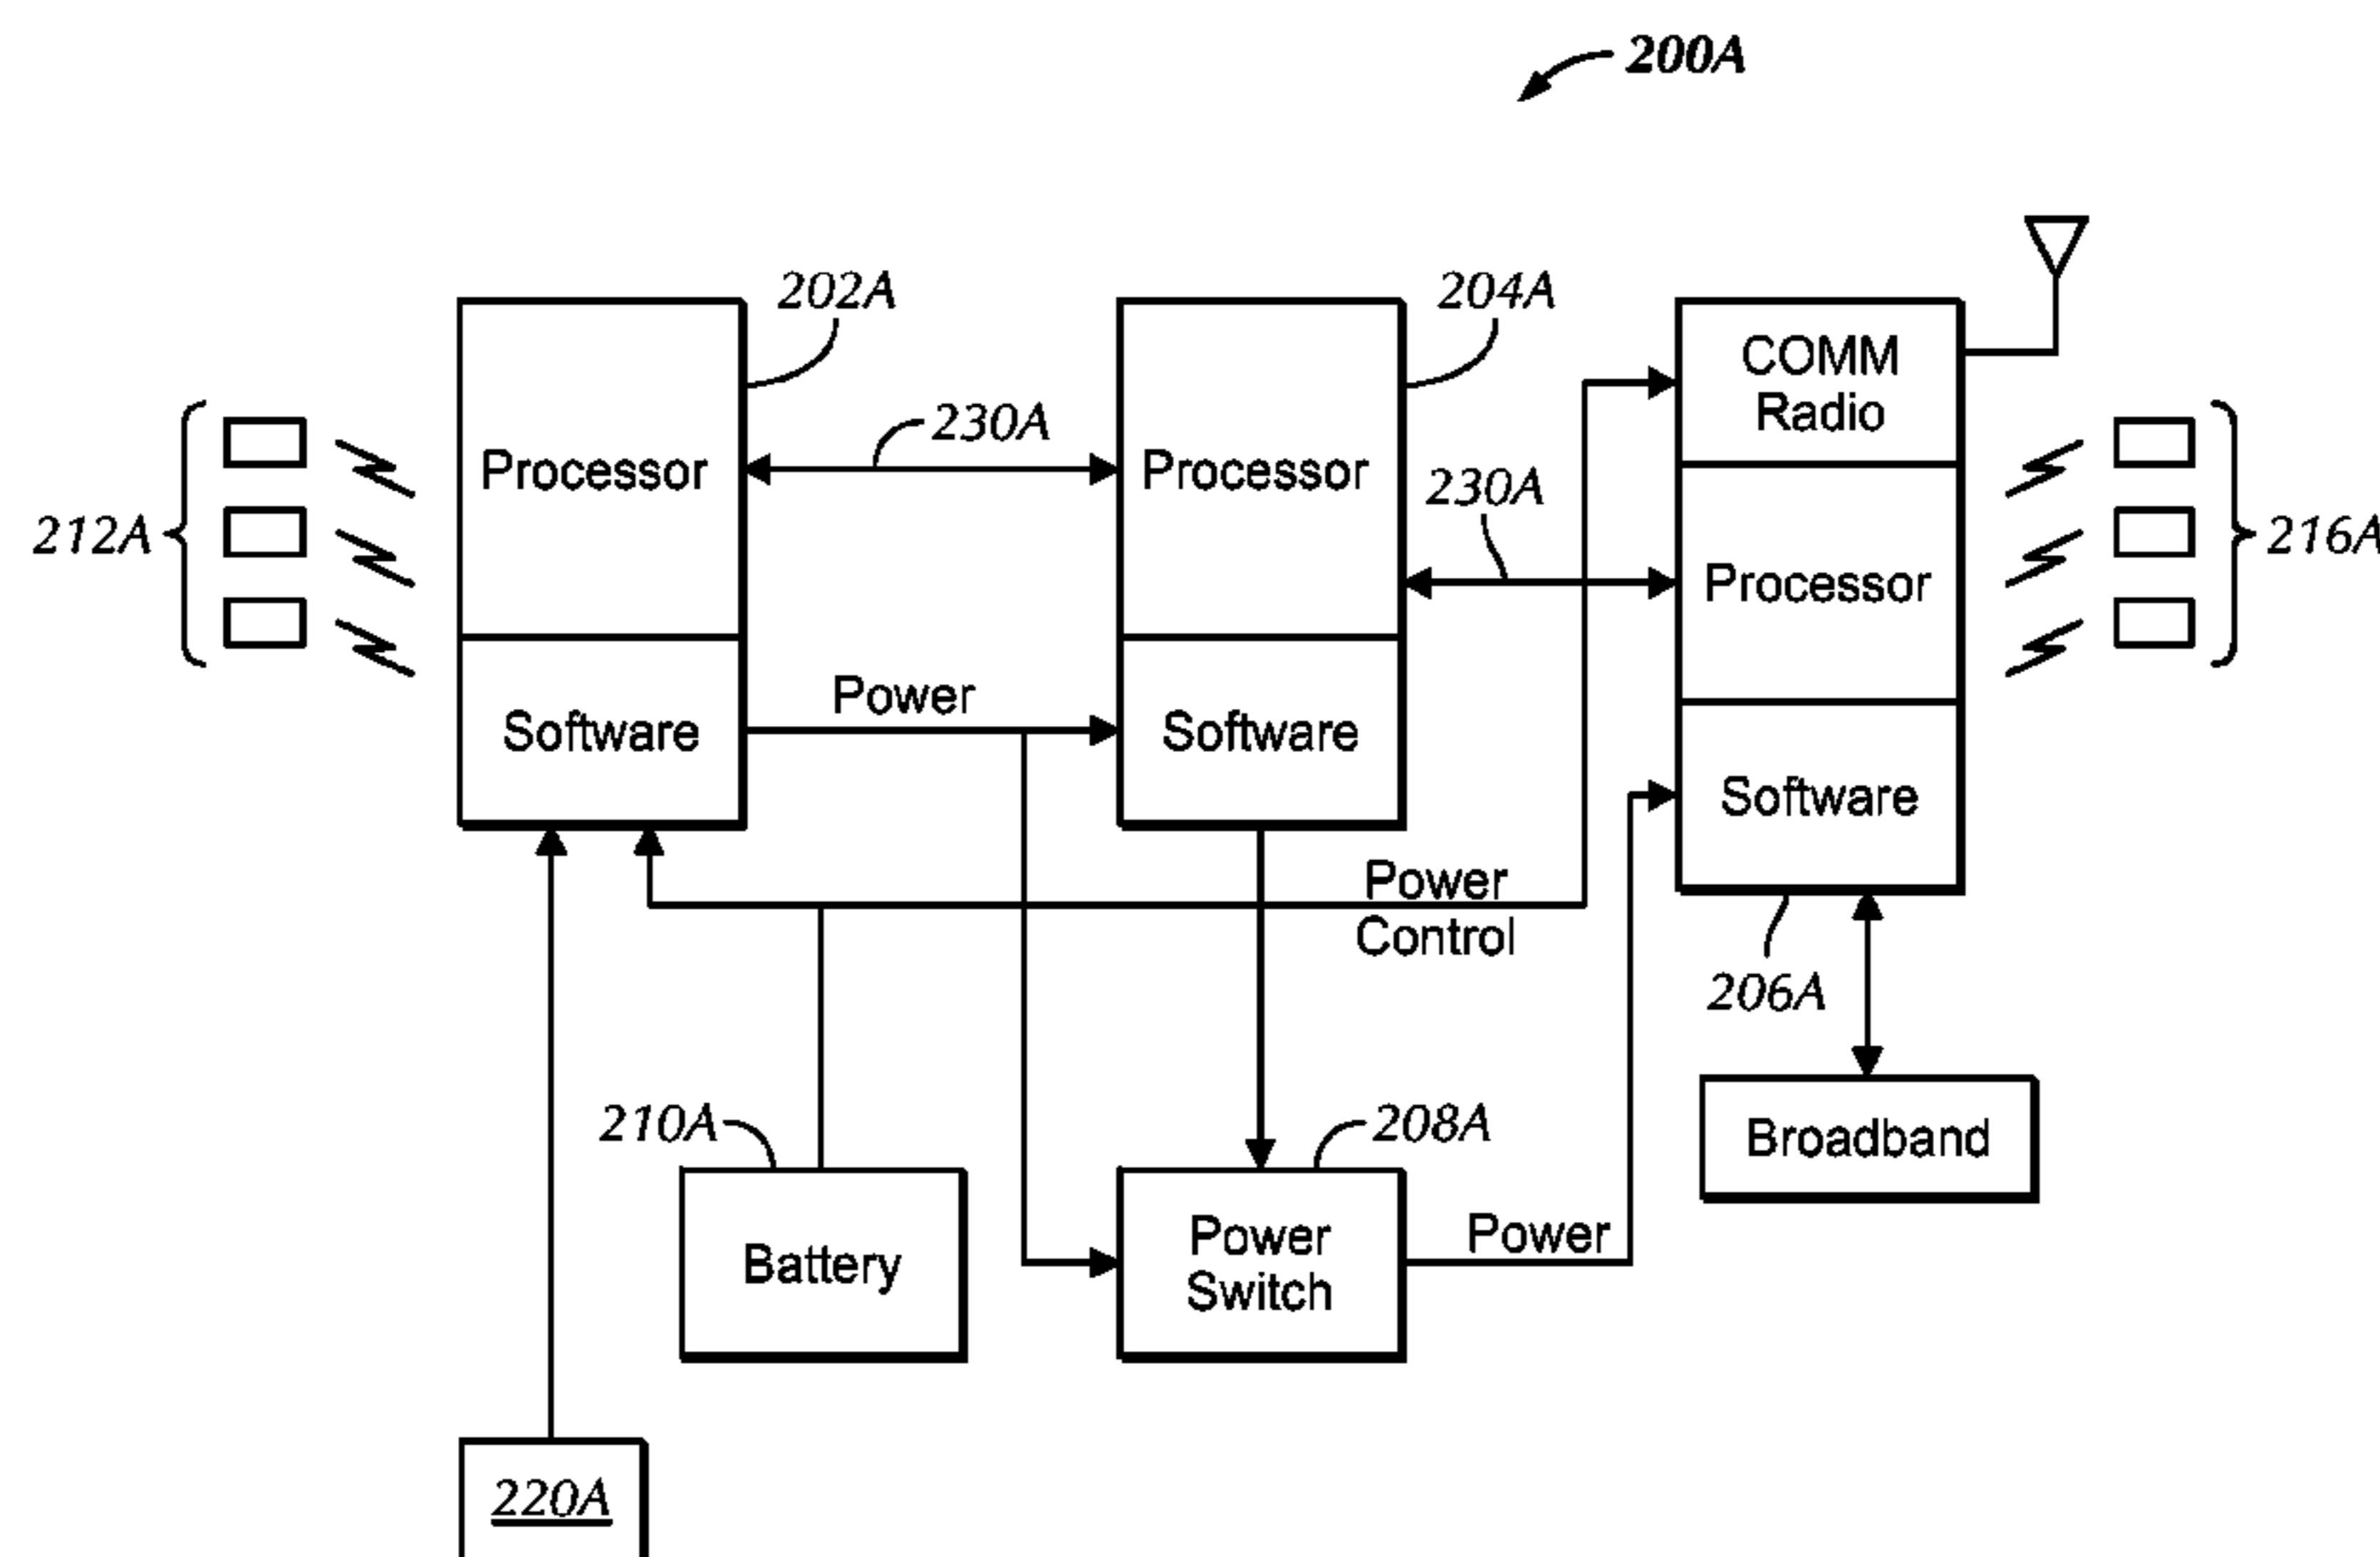 200A
202A
204A
COMM
Radio
230A
Processor
Processor
230A
212A
216A
Processor
Power
Software
Software
Software
Power
Control
206A
210A
208A
Broadband
Power
Switch
Power
Battery
220A